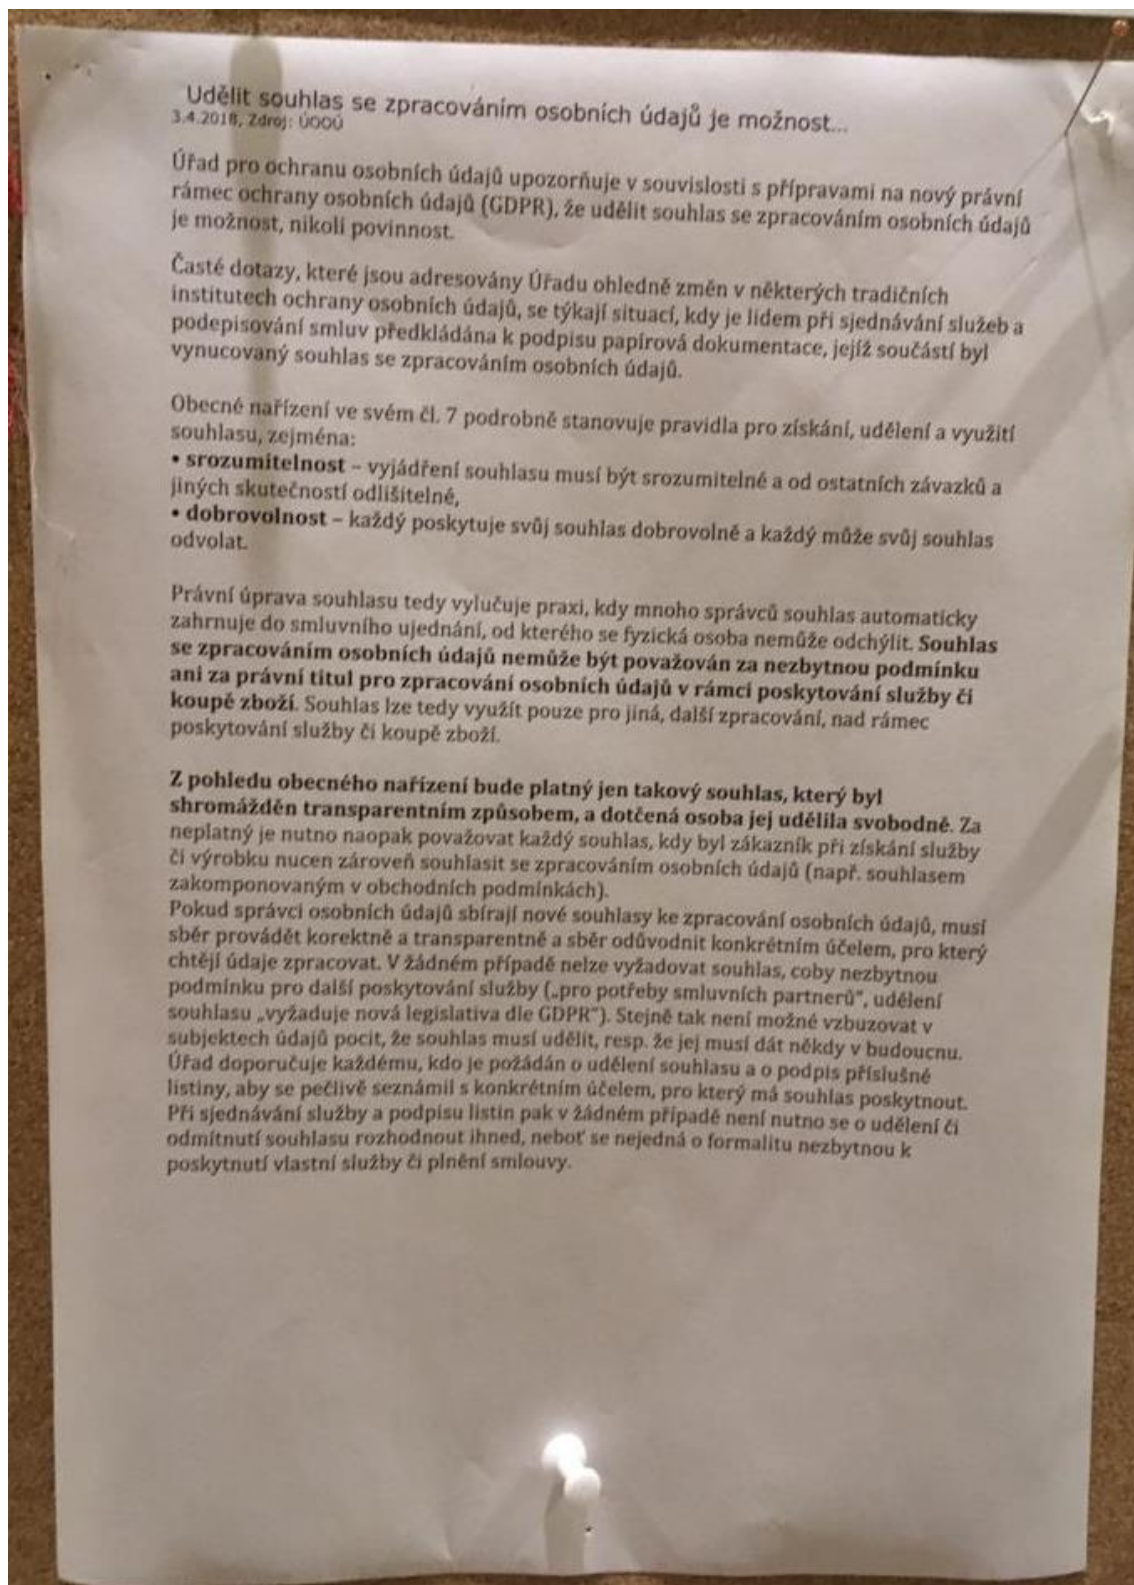 Udělit souhlas se zpracováním osobních údajů je možnost...
3.4.2018, Zdroj: ÚOOÚ
Úřad pro ochranu osobních údajů upozorňuje v souvislosti s přípravami na nový právní
rámec ochrany osobních údajů (GDPR), že udělit souhlas se zpracováním osobních údajů
je možnost, nikoli povinnost.
Časté dotazy, které jsou adresovány Úřadu ohledně změn v některých tradičních
institutech ochrany osobních údajů, se týkají situací, kdy je lidem při sjednávání služeb a
podepisování smluv předkládána k podpisu papírová dokumentace, jejíž součástí byl
vynucovaný souhlas se zpracováním osobních údajů.
Obecné nařízení ve svém čl. 7 podrobně stanovuje pravidla pro získání, udělení a využití
souhlasu, zejména:
• srozumitelnost – vyjádření souhlasu musí být srozumitelné a od ostatních závazků a
jiných skutečností odlišitelné,
• dobrovolnost – každý poskytuje svůj souhlas dobrovolně a každý může svůj souhlas
odvolat.
Právní úprava souhlasu tedy vylučuje praxi, kdy mnoho správců souhlas automaticky
zahrnuje do smluvního ujednání, od kterého se fyzická osoba nemůže odchýlit. Souhlas
se zpracováním osobních údajů nemůže být považován za nezbytnou podmínku
ani za právní titul pro zpracování osobních údajů v rámci poskytování služby či
koupě zboží. Souhlas lze tedy využít pouze pro jiná, další zpracování, nad rámec
poskytování služby či koupě zboží.
Z pohledu obecného nařízení bude platný jen takový souhlas, který byl
shromážděn transparentním způsobem, a dotčená osoba jej udělila svobodně. Za
neplatný je nutno naopak považovat každý souhlas, kdy byl zákazník při získání služby
či výrobku nucen zároveň souhlasit se zpracováním osobních údajů (např. souhlasem
zakomponovaným v obchodních podmínkách).
Pokud správci osobních údajů sbírají nové souhlasy ke zpracování osobních údajů, musí
sběr provádět korektně a transparentně a sběr odůvodnit konkrétním účelem, pro který
chtějí údaje zpracovat. V žádném případě nelze vyžadovat souhlas, coby nezbytnou
podmínku pro další poskytování služby („pro potřeby smluvních partnerů", udělení
souhlasu „vyžaduje nová legislativa dle GDPR"). Stejně tak není možné vzbuzovat v
subjektech údajů pocit, že souhlas musí udělit, resp. že jej musí dát někdy v budoucnu.
Úřad doporučuje každému, kdo je požádán o udělení souhlasu a o podpis příslušné
listiny, aby se pečlivě seznámil s konkrétním účelem, pro který má souhlas poskytnout.
Při sjednávání služby a podpisu listin pak v žádném případě není nutno se o udělení či
odmítnutí souhlasu rozhodnout ihned, neboť se nejedná o formalitu nezbytnou k
poskytnutí vlastní služby či plnění smlouvy.